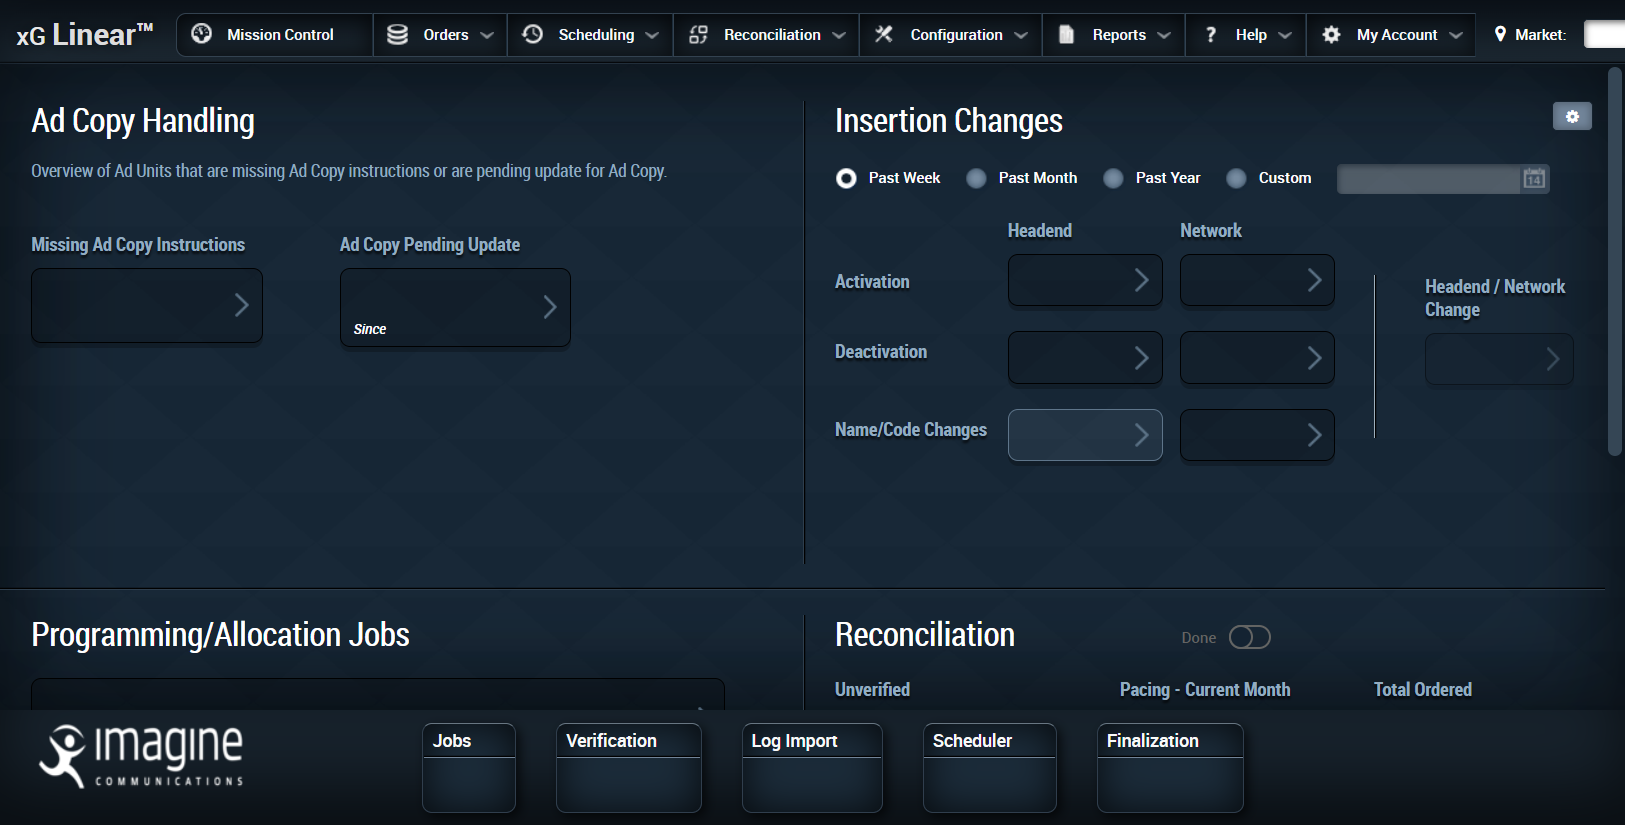 xG Linear™
Mission Control
Orders
Scheduling
Reconciliation
Configuration
Reports
? Help
My Account
Market:
Ad Copy Handling
Overview of Ad Units that are missing Ad Copy instructions or are pending update for Ad Copy.
Missing Ad Copy Instructions
Ad Copy Pending Update
Since
Insertion Changes
Past Week
Past Month
Past Year
Custom
14
Headend
Network
Activation
Deactivation
Name/Code Changes
Headend / Network
Change
Programming/Allocation Jobs
Reconciliation
Done
Unverified
Pacing - Current Month
Total Ordered
imagine
COMMUNICATIONS
Jobs
Verification
Log Import
Scheduler
Finalization